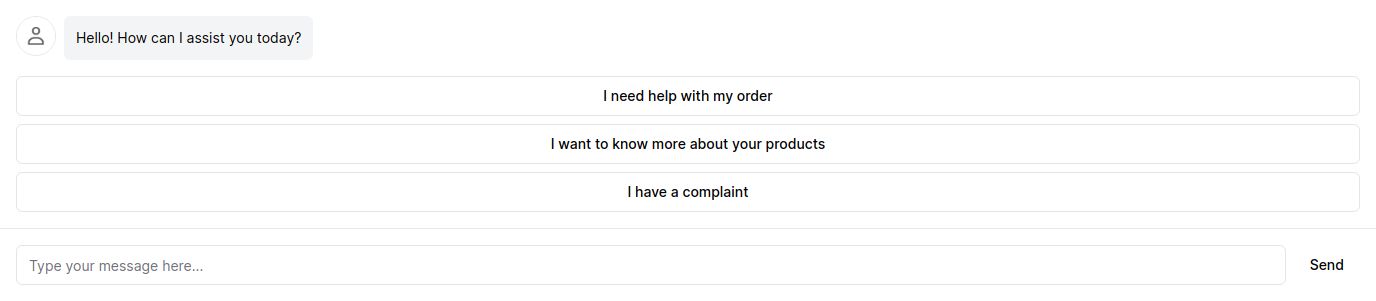 Hello! How can I assist you today?
I need help with my order
I want to know more about your products
I have a complaint
Type your message here...
Send